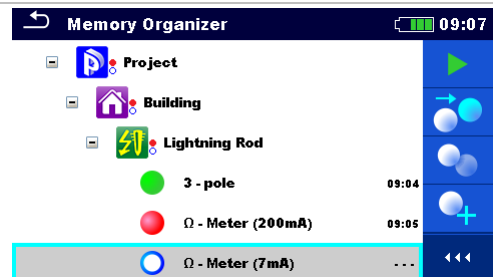 Memory Organizer 09:07
Project
Building
Lightning Rod
3 - pole 09:04
Ω - Meter (200mA) 09:05
Ω - Meter (7mA) ---